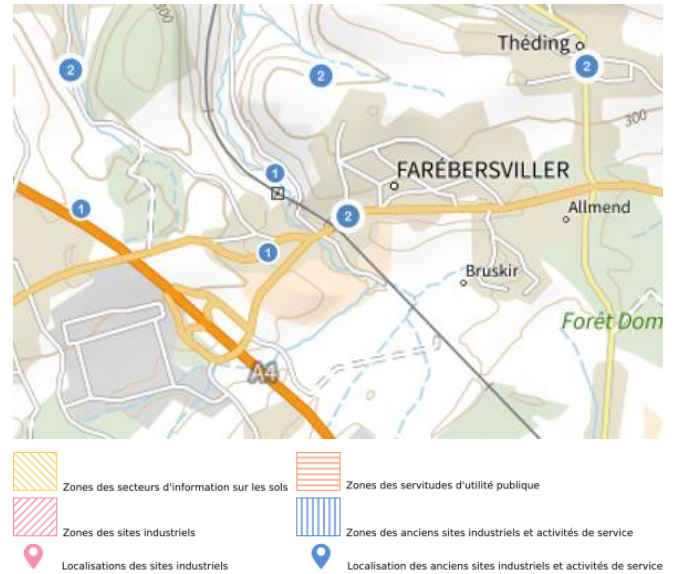 300
Théding
2
2
2
300
1
FARÉBERSVILLER
1
2
Allmend
1
Bruskir
Forêt Dom
A4
Zones des secteurs d'information sur les sols
Zones des servitudes d'utilité publique
Zones des sites industriels
Zones des anciens sites industriels et activités de service
Localisations des sites industriels
Localisation des anciens sites industriels et activités de service